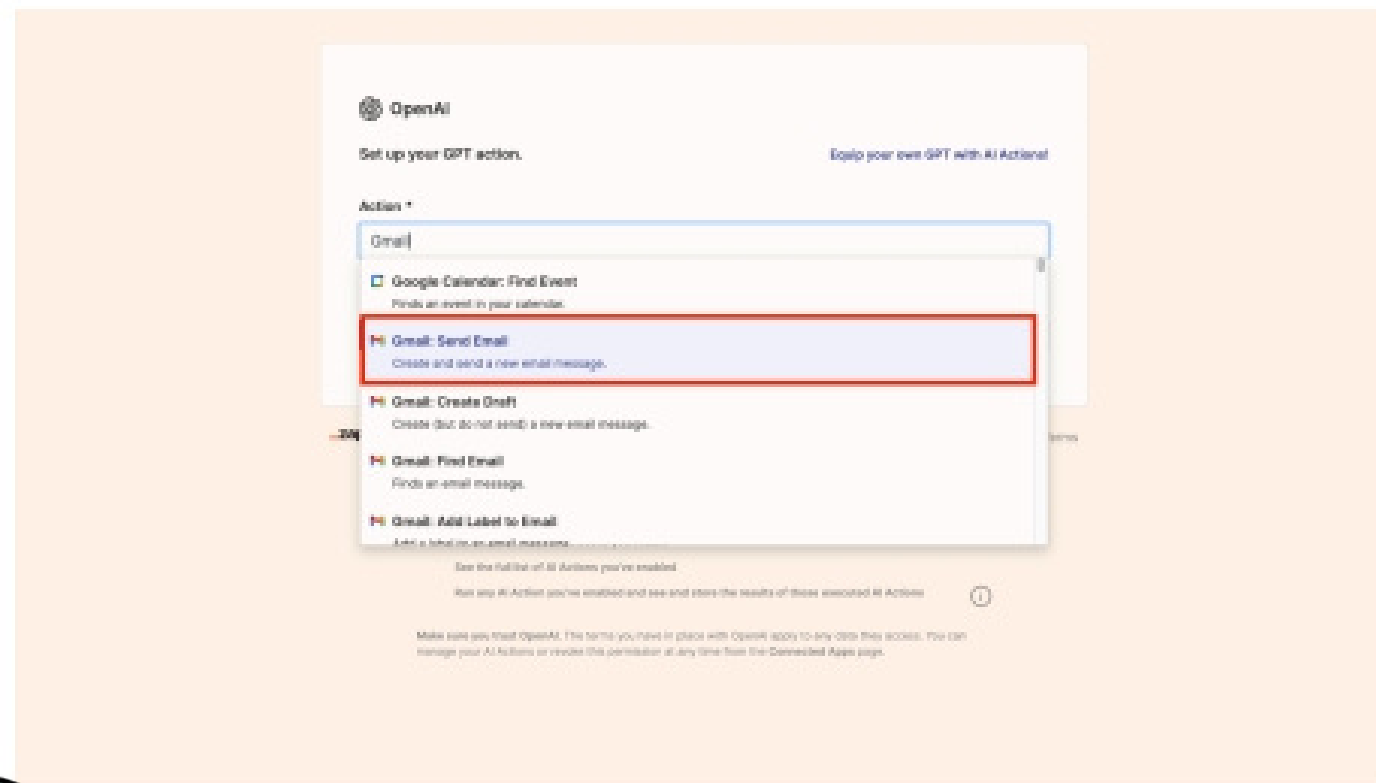 OpenAI
Set up your GPT action.
Equip your own GPT with AI Actions!
Action *
Gmail
Google Calendar: Find Event
Finds an event in your calendar.
Gmail: Send Email
Create and send a new email message.
Gmail: Create Draft
Create (but do not send) a new email message.
Gmail: Find Email
Finds an email message.
Gmail: Add Label to Email
Add a label to an email message.
See the full list of AI Actions you've enabled
Run any AI Action you've enabled and see and store the results of those executed AI Actions
Make sure you trust OpenAI. The terms you have in place with OpenAI apply to any data they access. You can
manage your AI Actions or revoke this permission at any time from the Connected Apps page.